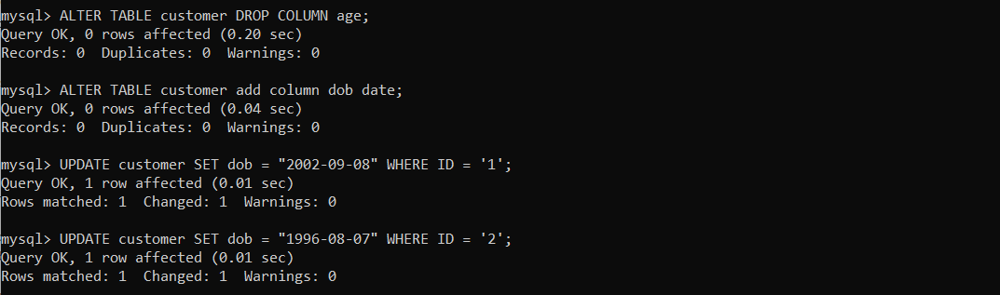 mysql> ALTER TABLE customer DROP COLUMN age;
Query OK, 0 rows affected (0.20 sec)
Records: 0  Duplicates: 0  Warnings: 0

mysql> ALTER TABLE customer add column dob date;
Query OK, 0 rows affected (0.04 sec)
Records: 0  Duplicates: 0  Warnings: 0

mysql> UPDATE customer SET dob = "2002-09-08" WHERE ID = '1';
Query OK, 1 row affected (0.01 sec)
Rows matched: 1  Changed: 1  Warnings: 0

mysql> UPDATE customer SET dob = "1996-08-07" WHERE ID = '2';
Query OK, 1 row affected (0.01 sec)
Rows matched: 1  Changed: 1  Warnings: 0